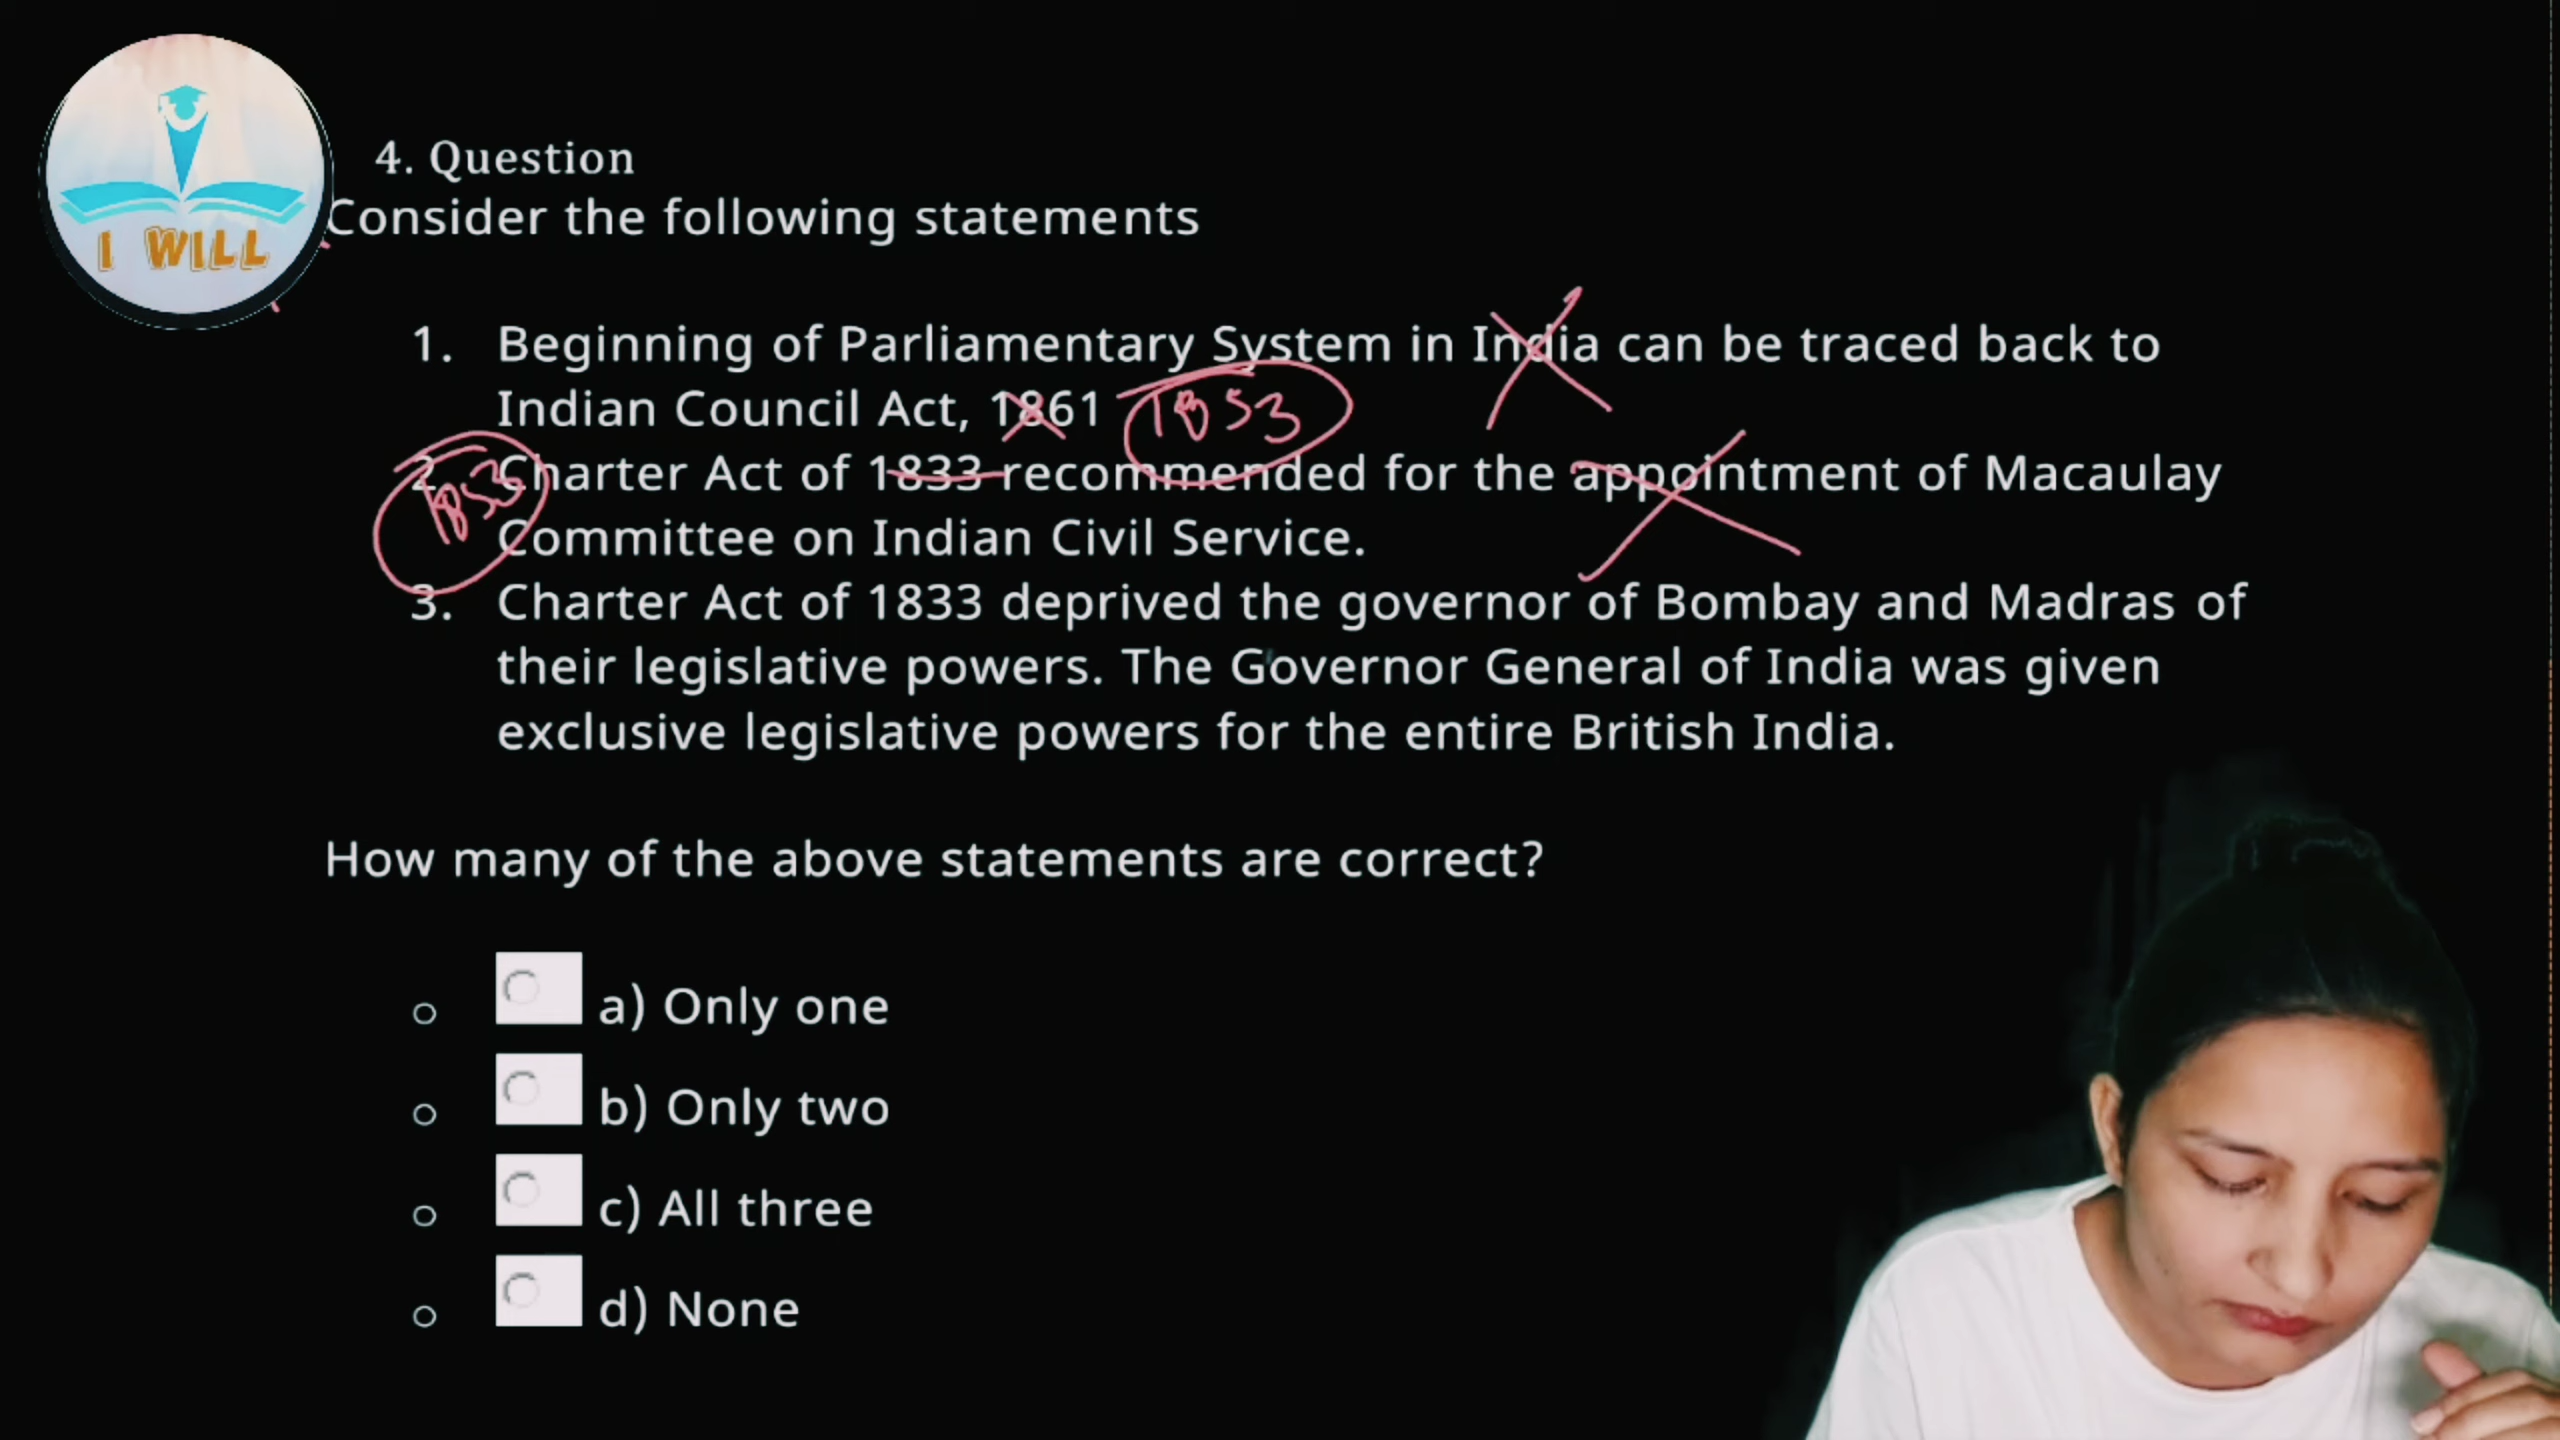 I WILL
4. Question
Consider the following statements
1. Beginning of Parliamentary System in India can be traced back to
Indian Council Act, 1861 1853
2. Charter Act of 1833 recommended for the appointment of Macaulay
1853
Committee on Indian Civil Service.
3. Charter Act of 1833 deprived the governor of Bombay and Madras of
their legislative powers. The Governor General of India was given
exclusive legislative powers for the entire British India.
How many of the above statements are correct?
a) Only one
b) Only two
c) All three
d) None